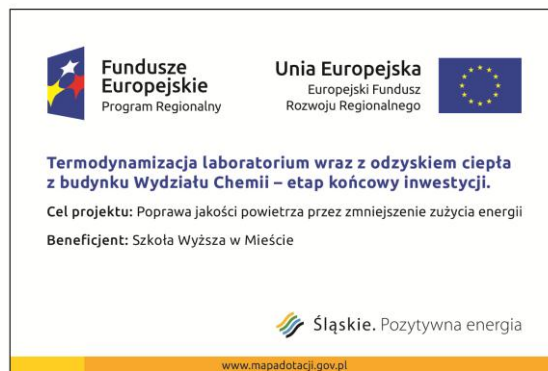 Fundusze
Europejskie
Program Regionalny
Unia Europejska
Europejski Fundusz
Rozwoju Regionalnego
Termodynamizacja laboratorium wraz z odzyskiem ciepła
z budynku Wydziału Chemii – etap końcowy inwestycji.
Cel projektu: Poprawa jakości powietrza przez zmniejszenie zużycia energii
Beneficjent: Szkoła Wyższa w Mieście
Śląskie. Pozytywna energia
www.mapadotacji.gov.pl